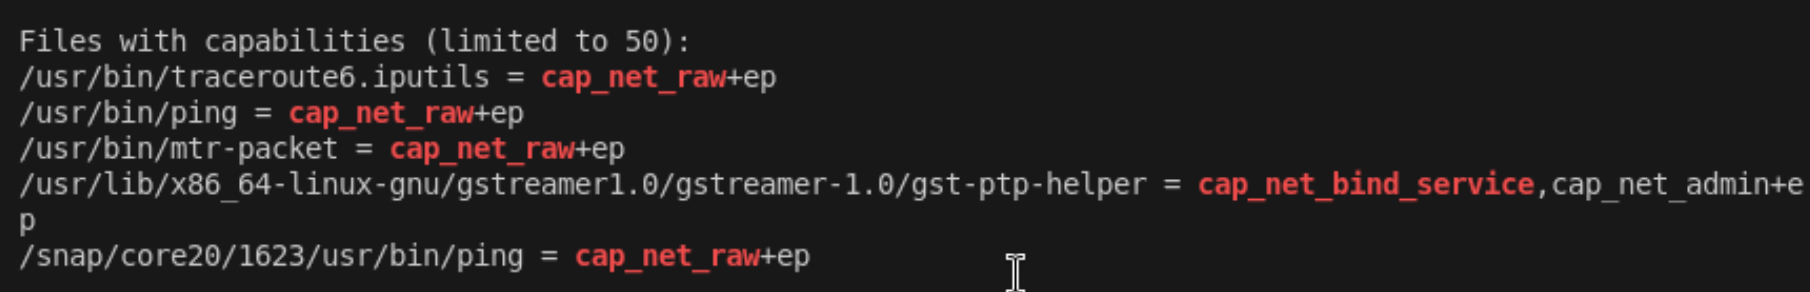 Files with capabilities (limited to 50):
/usr/bin/traceroute6.iputils = cap_net_raw+ep
/usr/bin/ping = cap_net_raw+ep
/usr/bin/mtr-packet = cap_net_raw+ep
/usr/lib/x86_64-linux-gnu/gstreamer1.0/gstreamer-1.0/gst-ptp-helper = cap_net_bind_service,cap_net_admin+e
p
/snap/core20/1623/usr/bin/ping = cap_net_raw+ep